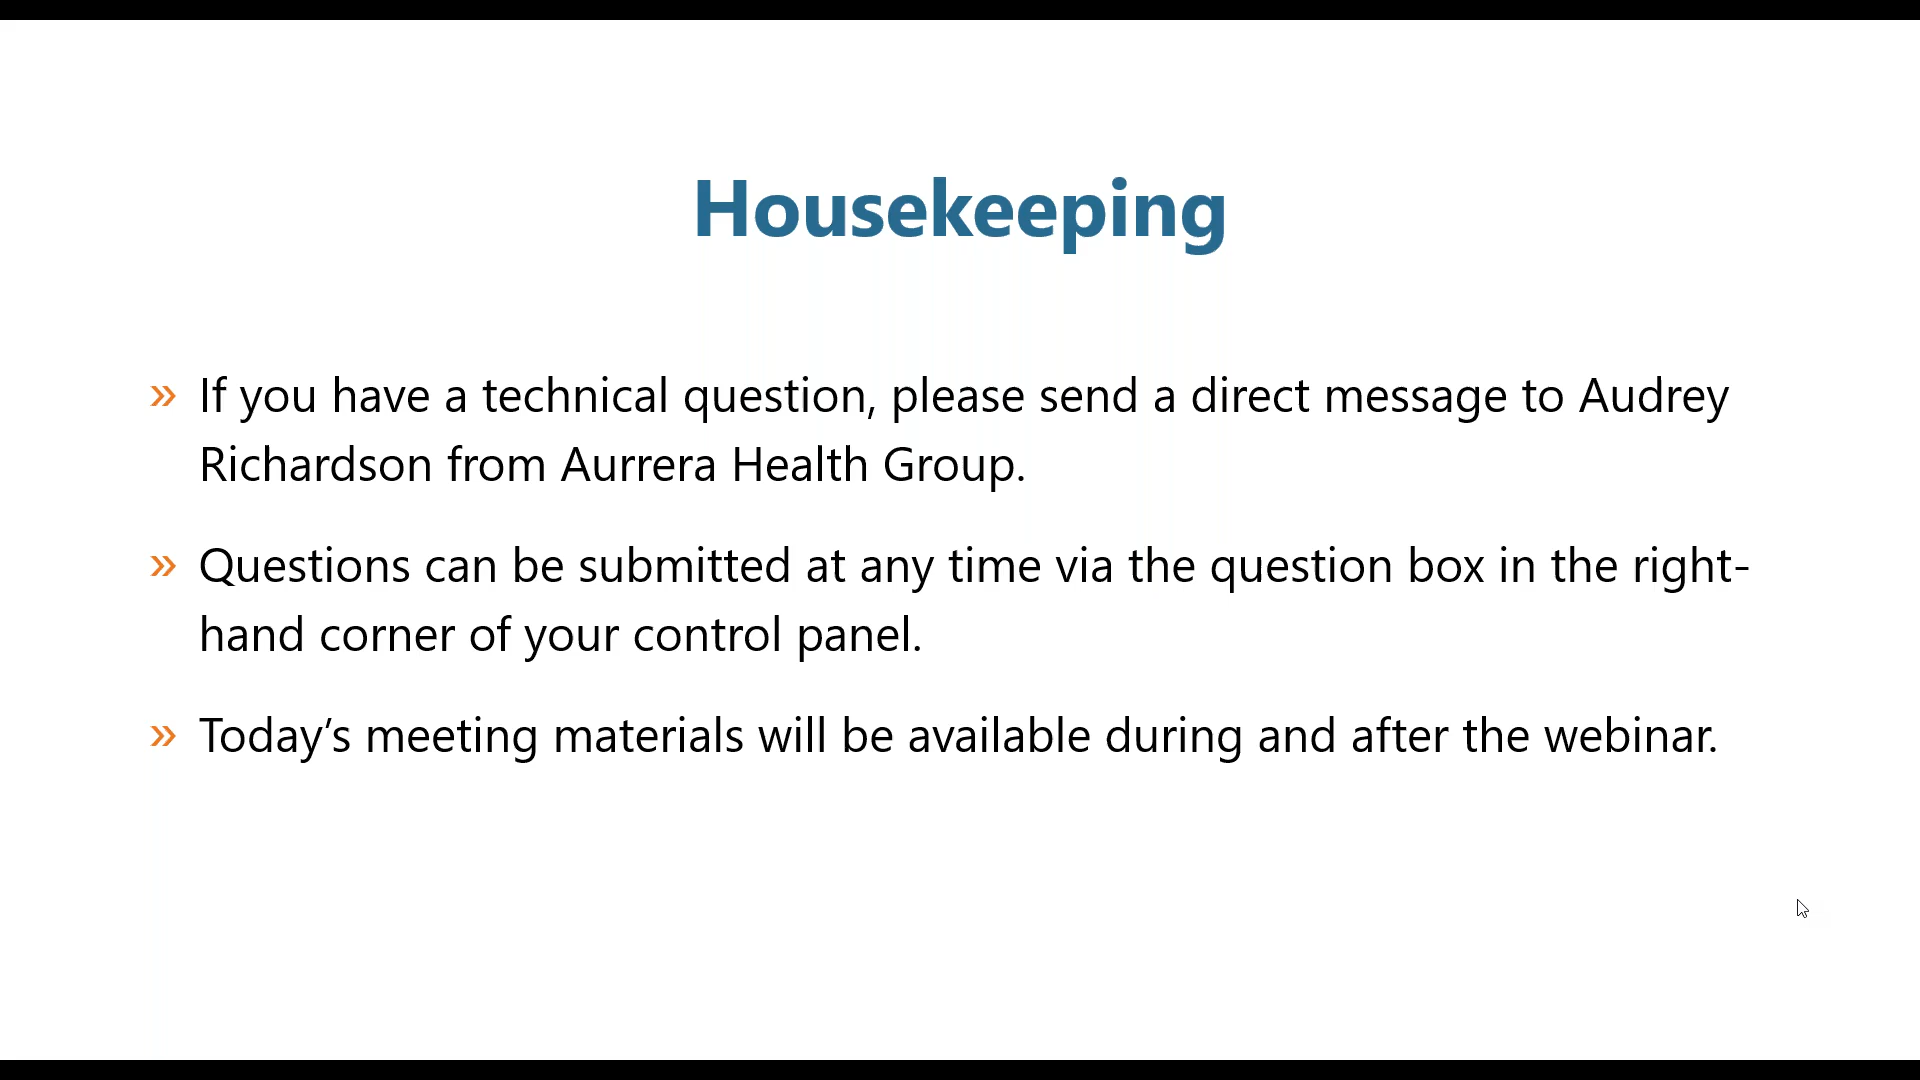 Housekeeping
» If you have a technical question, please send a direct message to Audrey
Richardson from Aurrera Health Group.
» Questions can be submitted at any time via the question box in the right-
hand corner of your control panel.
» Today’s meeting materials will be available during and after the webinar.